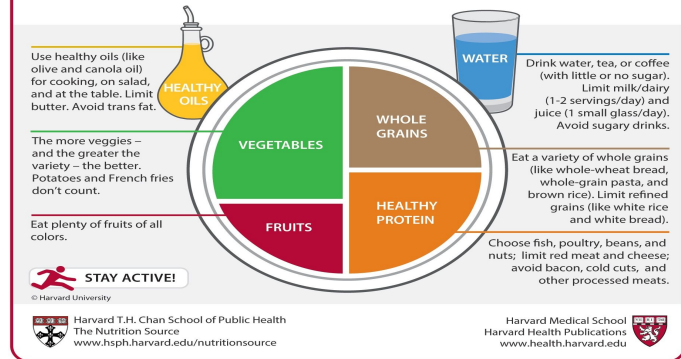 Use healthy oils (like
olive and canola oil)
for cooking, on salad,
and at the table. Limit
butter. Avoid trans fat.
HEALTHY
OILS
The more veggies –
and the greater the
variety – the better.
Potatoes and French fries
don't count.
Eat plenty of fruits of all
colors.
VEGETABLES
FRUITS
WHOLE
GRAINS
HEALTHY
PROTEIN
WATER
Drink water, tea, or coffee
(with little or no sugar).
Limit milk/dairy
(1-2 servings/day) and
juice (1 small glass/day).
Avoid sugary drinks.
Eat a variety of whole grains
(like whole-wheat bread,
whole-grain pasta, and
brown rice). Limit refined
grains (like white rice
and white bread).
Choose fish, poultry, beans, and
nuts; limit red meat and cheese;
avoid bacon, cold cuts, and
other processed meats.
STAY ACTIVE!
© Harvard University
Harvard T.H. Chan School of Public Health
The Nutrition Source
www.hsph.harvard.edu/nutritionsource
Harvard Medical School
Harvard Health Publications
www.health.harvard.edu